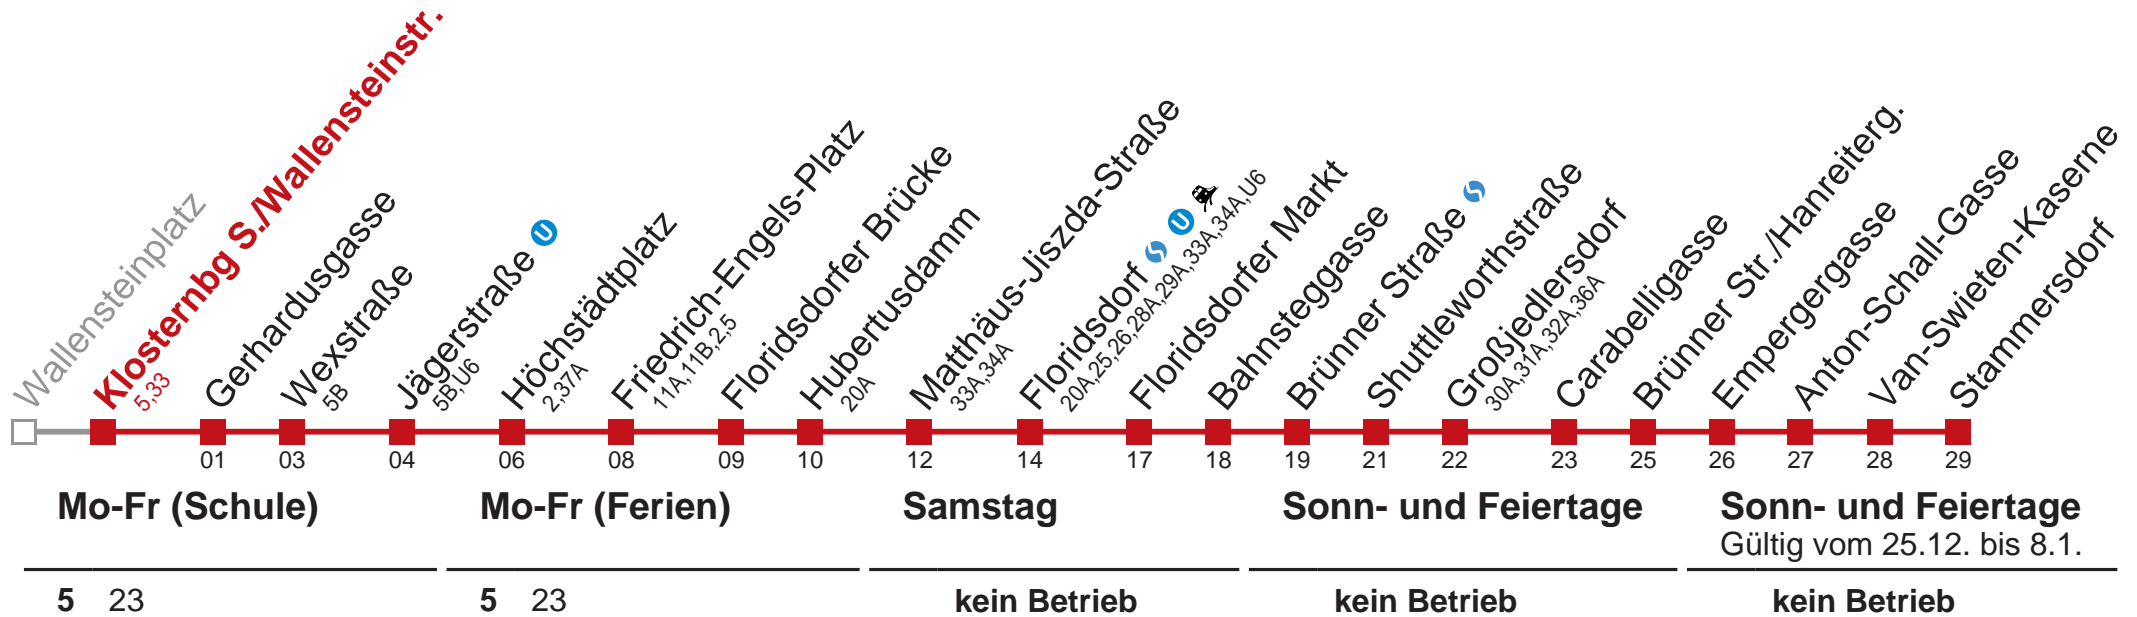 Wallensteinplatz
Klosternbg S./Wallensteinstr.
5,33
Gerhardusgasse
Wexstraße
5B
Jägerstraße U
5B,U6
Höchstädtplatz
2,37A
Friedrich-Engels-Platz
11A,11B,2,5
Floridsdorfer Brücke
Hubertusdamm
20A
Matthäus-Jiszda-Straße
33A,34A
Floridsdorf S U
20A,25,26,28A,29A,33A,34A,U6
Floridsdorfer Markt
Bahnsteggasse
Brünner Straße S
Shuttleworthstraße
Großjedlersdorf
30A,31A,32A,36A
Carabelligasse
Brünner Str./Hanreiterg.
Empergergasse
Anton-Schall-Gasse
Van-Swieten-Kaserne
Stammersdorf
01 03 04 06 08 09 10 12 14 17 18 19 21 22 23 25 26 27 28 29
Mo-Fr (Schule)
Mo-Fr (Ferien)
Samstag
Sonn- und Feiertage
Sonn- und Feiertage
Gültig vom 25.12. bis 8.1.
5 23
5 23
kein Betrieb
kein Betrieb
kein Betrieb